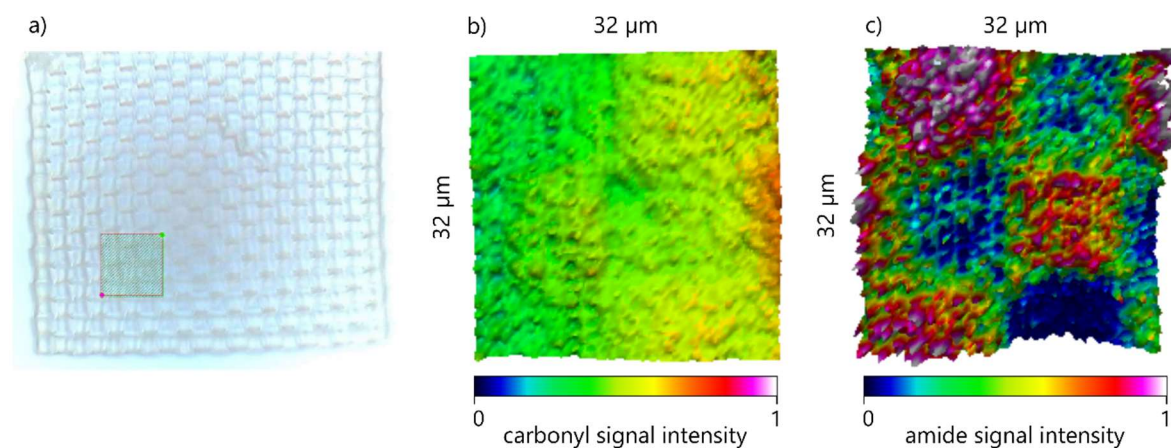 a)
b)
32 µm
32 µm
0
1
carbonyl signal intensity
c)
32 µm
32 µm
0
1
amide signal intensity